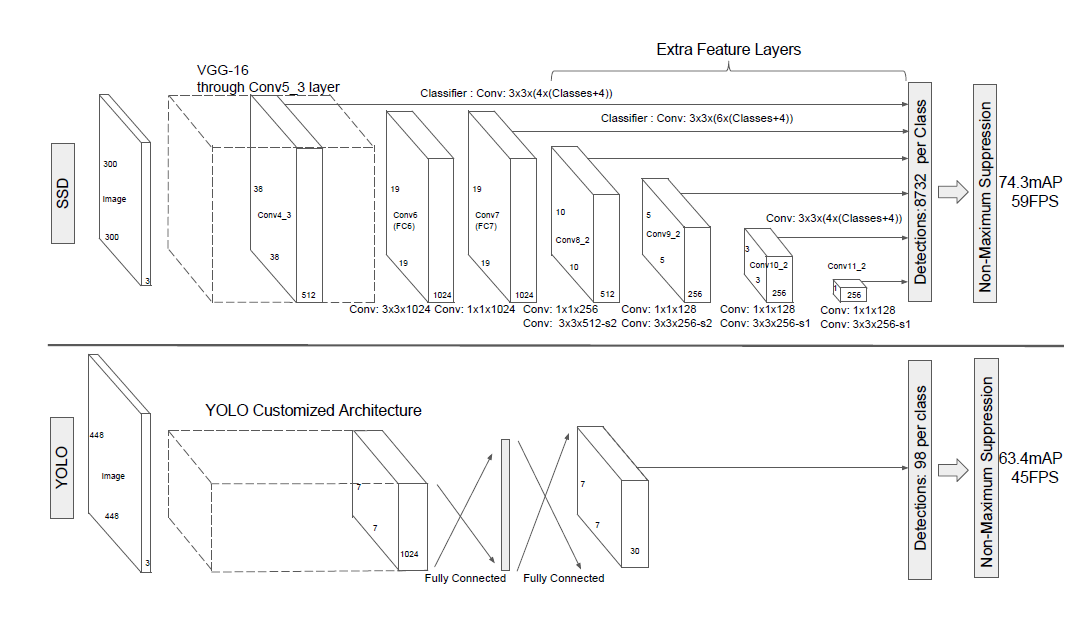 Extra Feature Layers
VGG-16
through Conv5_3 layer
Classifier : Conv: 3x3x(4x(Classes+4))
Classifier : Conv: 3x3x(6x(Classes+4))
SSD
300
Image
300
3
38
Conv4_3
38
512
19
Conv6
(FC6)
19
1024
19
Conv7
(FC7)
19
1024
10
Conv8_2
10
512
5
Conv9_2
5
256
Conv: 3x3x(4x(Classes+4))
3
Conv10_2
3
256
Conv11_2
1
256
Conv: 3x3x1024
Conv: 1x1x1024
Conv: 1x1x256
Conv: 3x3x512-s2
Conv: 1x1x128
Conv: 3x3x256-s2
Conv: 1x1x128
Conv: 3x3x256-s1
Conv: 1x1x128
Conv: 3x3x256-s1
Detections:8732 per Class
Non-Maximum Suppression
74.3mAP
59FPS
YOLO Customized Architecture
YOLO
448
Image
448
3
7
7
1024
Fully Connected
Fully Connected
7
7
30
Detections: 98 per class
Non-Maximum Suppression
63.4mAP
45FPS